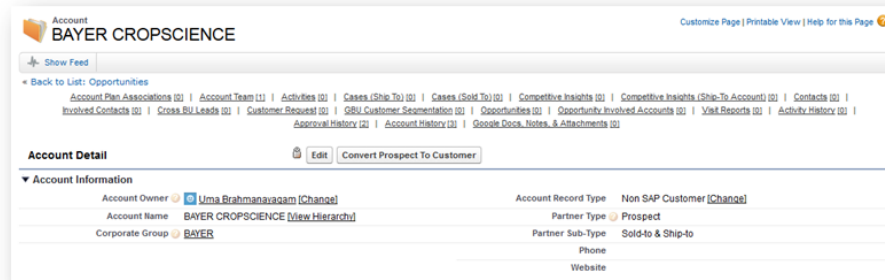 Account
BAYER CROPSCIENCE
Customize Page | Printable View | Help for this Page
Show Feed
« Back to List: Opportunities
Account Plan Associations [0] | Account Team [1] | Activities [0] | Cases (Ship To) [0] | Cases (Sold To) [0] | Competitive Insights [0] | Competitive Insights (Ship-To Account) [0] | Contacts [0] |
Involved Contacts [0] | Cross BU Leads [0] | Customer Request [0] | GBU Customer Segmentation [0] | Opportunities [0] | Opportunity Involved Accounts [0] | Visit Reports [0] | Activity History [0] |
Approval History [2] | Account History [3] | Google Docs, Notes, & Attachments [0]
Account Detail Edit Convert Prospect To Customer
Account Information
Account Owner Uma Brahmanayagam [Change] Account Record Type Non SAP Customer [Change]
Account Name BAYER CROPSCIENCE [View Hierarchy] Partner Type Prospect
Corporate Group BAYER Partner Sub-Type Sold-to & Ship-to
Phone
Website